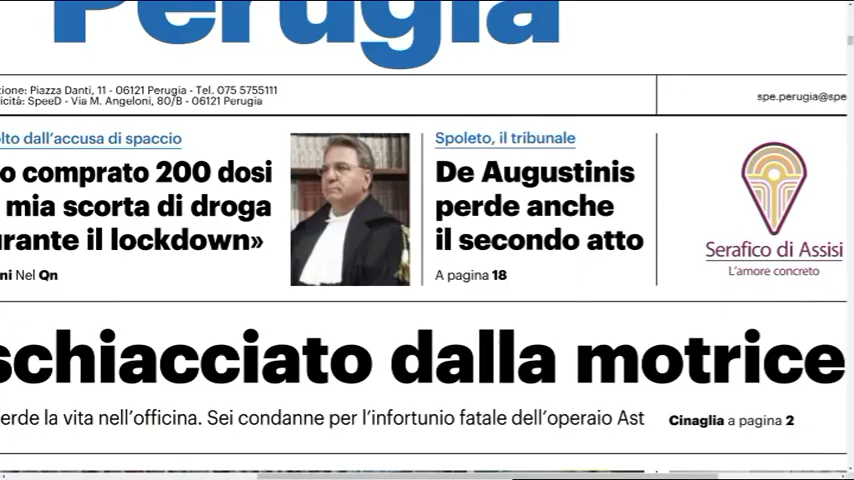 Perugia
zione: Piazza Danti, 11 - 06121 Perugia - Tel. 075 5755111
icità: SpeeD - Via M. Angeloni, 80/B - 06121 Perugia
spe.perugia@spe
lto dall'accusa di spaccio
o comprato 200 dosi
mia scorta di droga
urante il lockdown»
ni Nel Qn
Spoleto, il tribunale
De Augustinis
perde anche
il secondo atto
A pagina 18
Serafico di Assisi
L'amore concreto
schiacciato dalla motrice
erde la vita nell'officina. Sei condanne per l'infortunio fatale dell'operaio Ast
Cinaglia a pagina 2